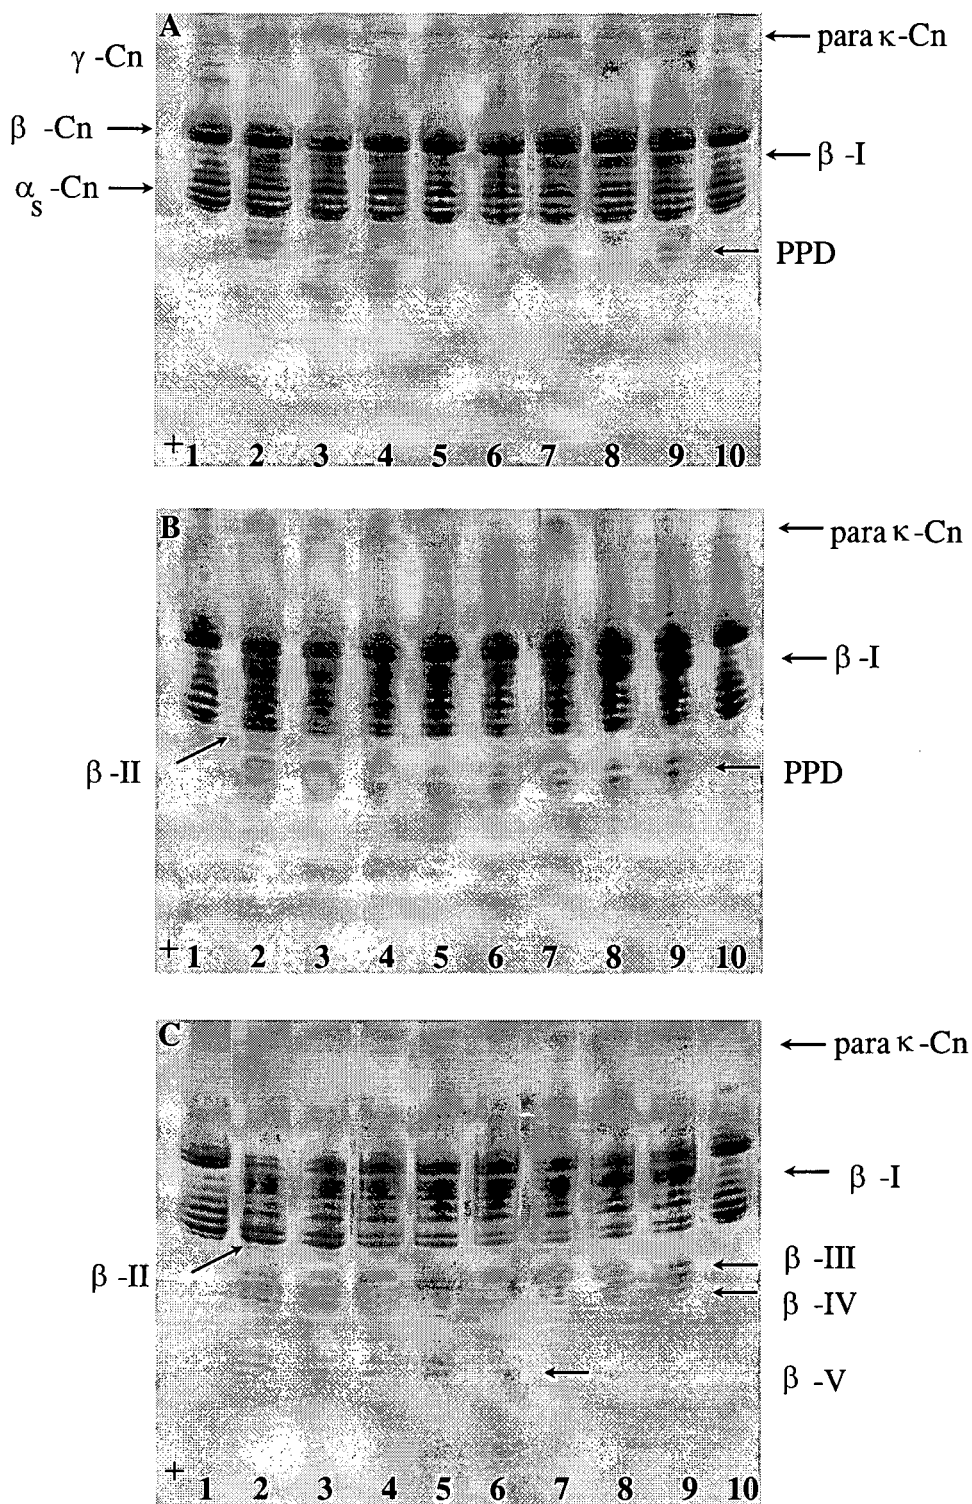 A
para κ-Cn
γ -Cn
β -Cn
β -I
αs -Cn
PPD
+ 1 2 3 4 5 6 7 8 9 10
B
para κ-Cn
β -I
β -II
PPD
+ 1 2 3 4 5 6 7 8 9 10
C
para κ-Cn
β -I
β -II
β -III
β -IV
β -V
+ 1 2 3 4 5 6 7 8 9 10